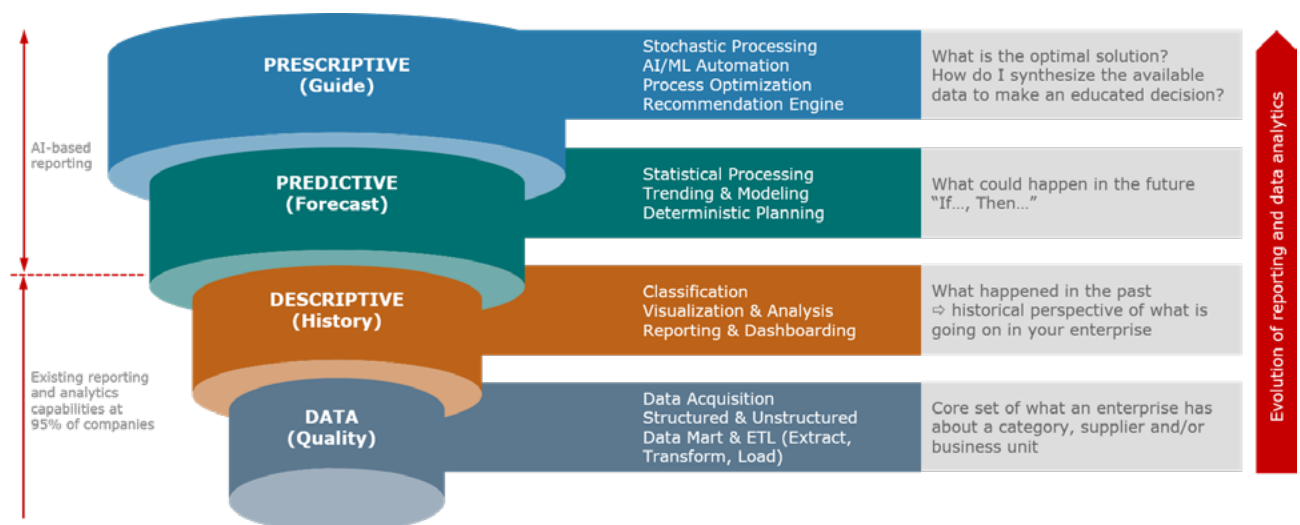 PRESCRIPTIVE
(Guide)
Stochastic Processing
AI/ML Automation
Process Optimization
Recommendation Engine
What is the optimal solution?
How do I synthesize the available
data to make an educated decision?
AI-based
reporting
PREDICTIVE
(Forecast)
Statistical Processing
Trending & Modeling
Deterministic Planning
What could happen in the future
“If…, Then…”
DESCRIPTIVE
(History)
Classification
Visualization & Analysis
Reporting & Dashboarding
What happened in the past
⇨ historical perspective of what is
going on in your enterprise
Existing reporting
and analytics
capabilities at
95% of companies
DATA
(Quality)
Data Acquisition
Structured & Unstructured
Data Mart & ETL (Extract,
Transform, Load)
Core set of what an enterprise has
about a category, supplier and/or
business unit
Evolution of reporting and data analytics